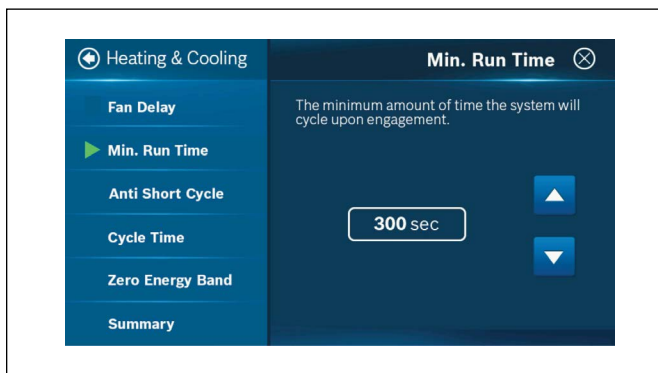 Heating & Cooling
Min. Run Time
Fan Delay
Min. Run Time
Anti Short Cycle
Cycle Time
Zero Energy Band
Summary
The minimum amount of time the system will
cycle upon engagement.
300 sec